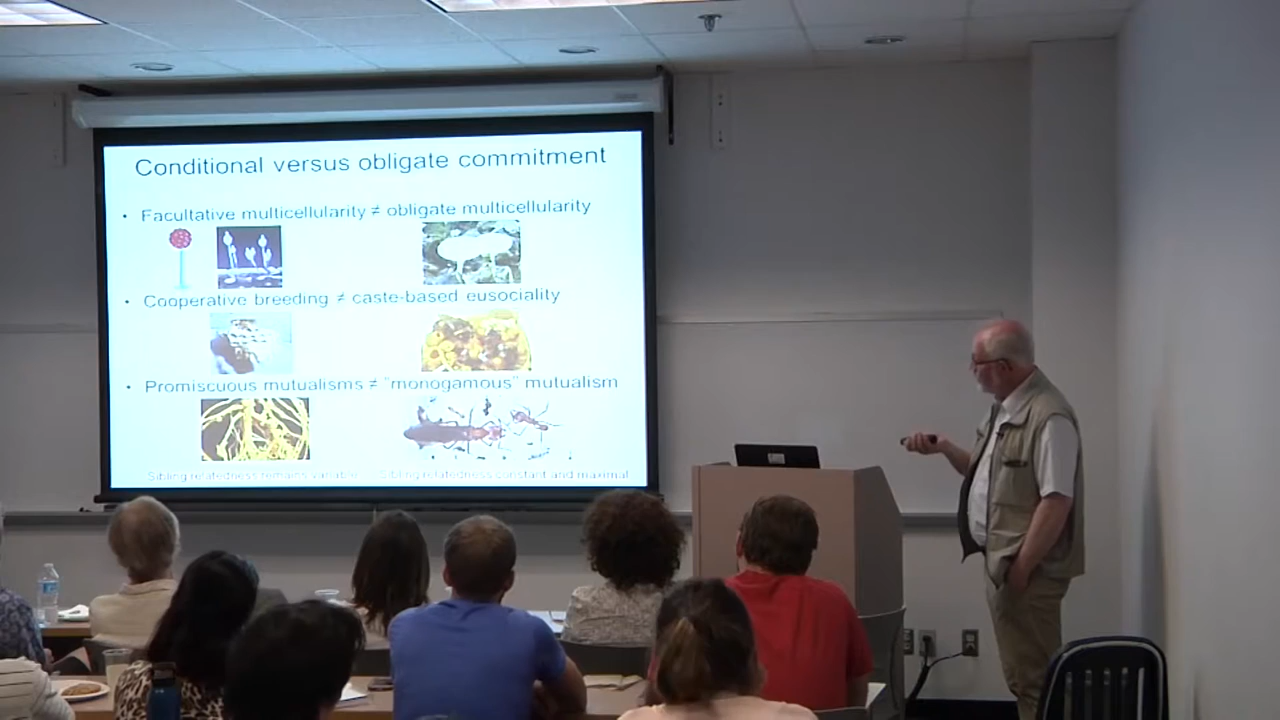 Conditional versus obligate commitment
• Facultative multicellularity ≠ obligate multicellularity
• Cooperative breeding ≠ caste-based eusociality
• Promiscuous mutualisms ≠ "monogamous" mutualism
Sibling relatedness remains variable Sibling relatedness constant and maximal